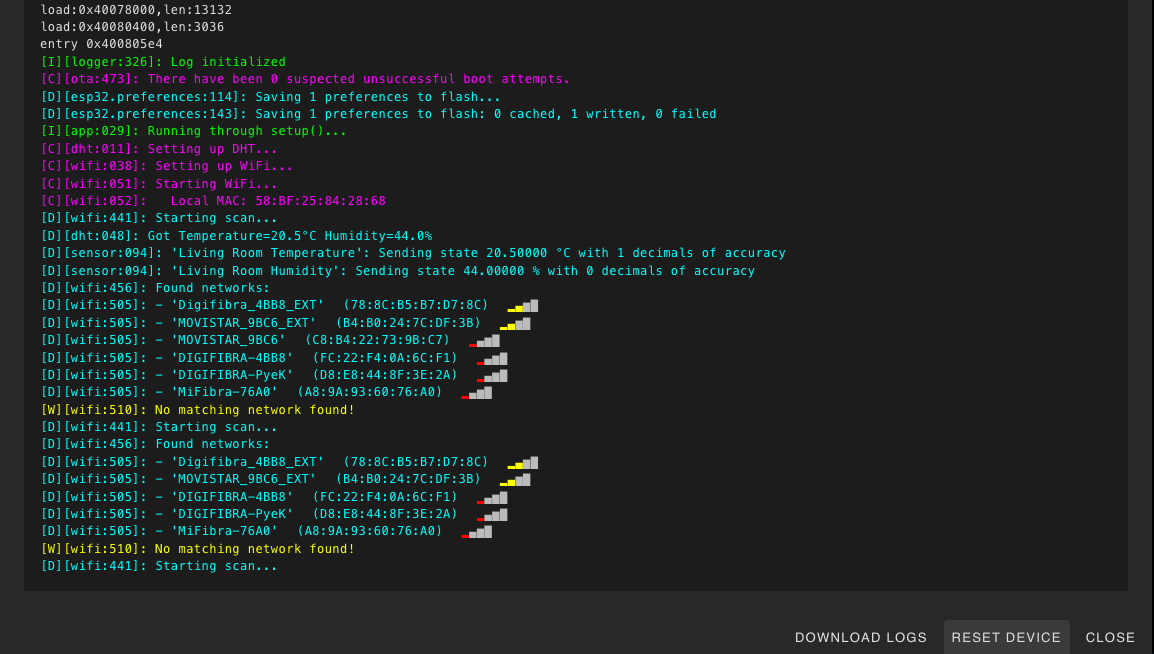 load:0x40078000,len:13132
load:0x40080400,len:3036
entry 0x400805e4
[I][logger:326]: Log initialized
[C][ota:473]: There have been 0 suspected unsuccessful boot attempts.
[D][esp32.preferences:114]: Saving 1 preferences to flash...
[D][esp32.preferences:143]: Saving 1 preferences to flash: 0 cached, 1 written, 0 failed
[I][app:029]: Running through setup()...
[C][dht:011]: Setting up DHT...
[C][wifi:038]: Setting up WiFi...
[C][wifi:051]: Starting WiFi...
[C][wifi:052]:   Local MAC: 58:BF:25:84:28:68
[D][wifi:441]: Starting scan...
[D][dht:048]: Got Temperature=20.5°C Humidity=44.0%
[D][sensor:094]: 'Living Room Temperature': Sending state 20.50000 °C with 1 decimals of accuracy
[D][sensor:094]: 'Living Room Humidity': Sending state 44.00000 % with 0 decimals of accuracy
[D][wifi:456]: Found networks:
[D][wifi:505]: - 'Digifibra_4BB8_EXT' (78:8C:B5:B7:D7:8C)
[D][wifi:505]: - 'MOVISTAR_9BC6_EXT' (B4:B0:24:7C:DF:3B)
[D][wifi:505]: - 'MOVISTAR_9BC6' (C8:B4:22:73:9B:C7)
[D][wifi:505]: - 'DIGIFIBRA-4BB8' (FC:22:F4:0A:6C:F1)
[D][wifi:505]: - 'DIGIFIBRA-PyeK' (D8:E8:44:8F:3E:2A)
[D][wifi:505]: - 'MiFibra-76A0' (A8:9A:93:60:76:A0)
[W][wifi:510]: No matching network found!
[D][wifi:441]: Starting scan...
[D][wifi:456]: Found networks:
[D][wifi:505]: - 'Digifibra_4BB8_EXT' (78:8C:B5:B7:D7:8C)
[D][wifi:505]: - 'MOVISTAR_9BC6_EXT' (B4:B0:24:7C:DF:3B)
[D][wifi:505]: - 'DIGIFIBRA-4BB8' (FC:22:F4:0A:6C:F1)
[D][wifi:505]: - 'DIGIFIBRA-PyeK' (D8:E8:44:8F:3E:2A)
[D][wifi:505]: - 'MiFibra-76A0' (A8:9A:93:60:76:A0)
[W][wifi:510]: No matching network found!
[D][wifi:441]: Starting scan...
DOWNLOAD LOGS RESET DEVICE CLOSE